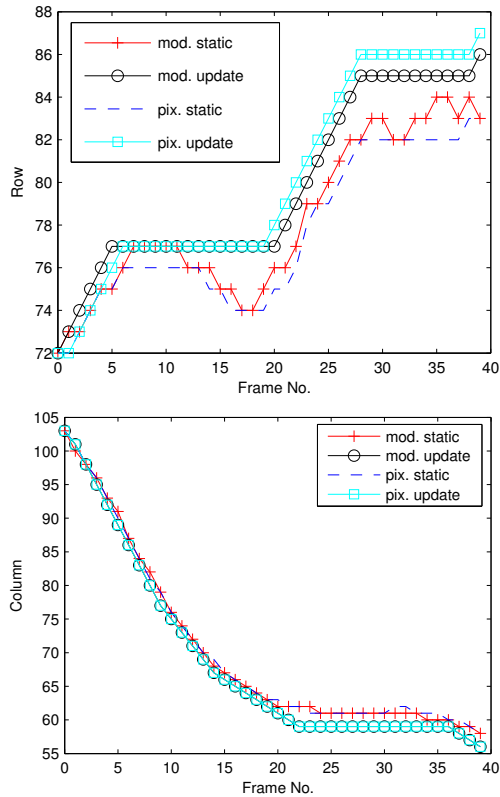 88
86
84
82
80
78
76
74
72
Row
mod. static
mod. update
pix. static
pix. update
0 5 10 15 20 25 30 35 40
Frame No.
105
100
95
90
85
80
75
70
65
60
55
Column
mod. static
mod. update
pix. static
pix. update
0 5 10 15 20 25 30 35 40
Frame No.